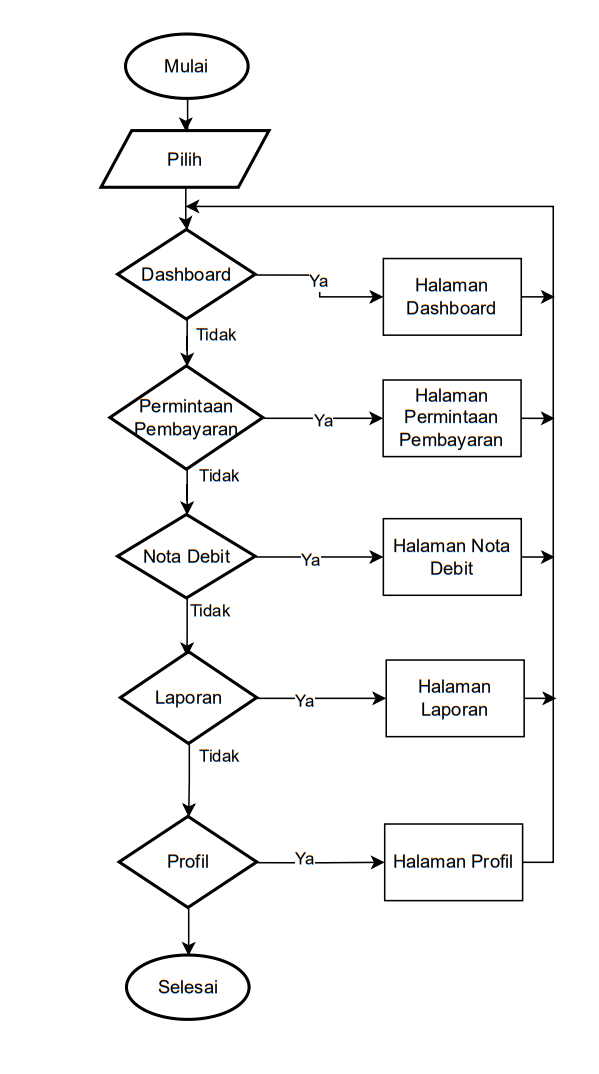 Mulai
Pilih
Dashboard
Ya
Halaman
Dashboard
Tidak
Permintaan
Pembayaran
Ya
Halaman
Permintaan
Pembayaran
Tidak
Nota Debit
Ya
Halaman Nota
Debit
Tidak
Laporan
Ya
Halaman
Laporan
Tidak
Profil
Ya
Halaman Profil
Selesai